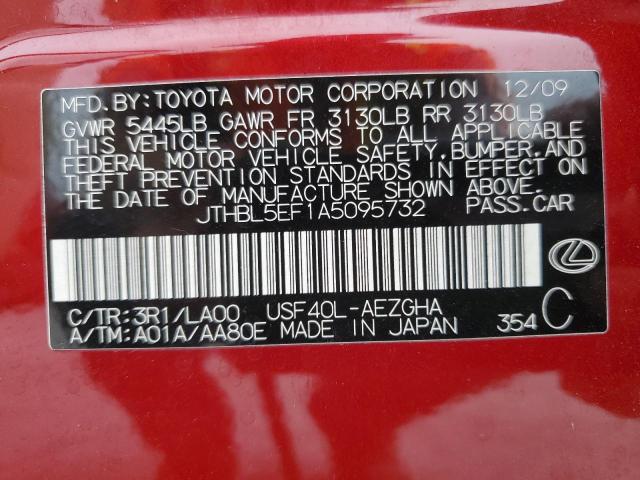 MFD. BY: TOYOTA MOTOR CORPORATION 12/09
GVWR 5445LB GAWR FR 3130LB RR 3130LB
THIS VEHICLE CONFORMS TO ALL APPLICABLE
FEDERAL MOTOR VEHICLE SAFETY, BUMPER, AND
THEFT PREVENTION STANDARDS IN EFFECT ON
THE DATE OF MANUFACTURE SHOWN ABOVE.
JTHBL5EF1A5095732 PASS. CAR
C/TR: 3R1/LA00 USF40L-AEZGHA
A/TM: A01A/AA80E MADE IN JAPAN 354 C